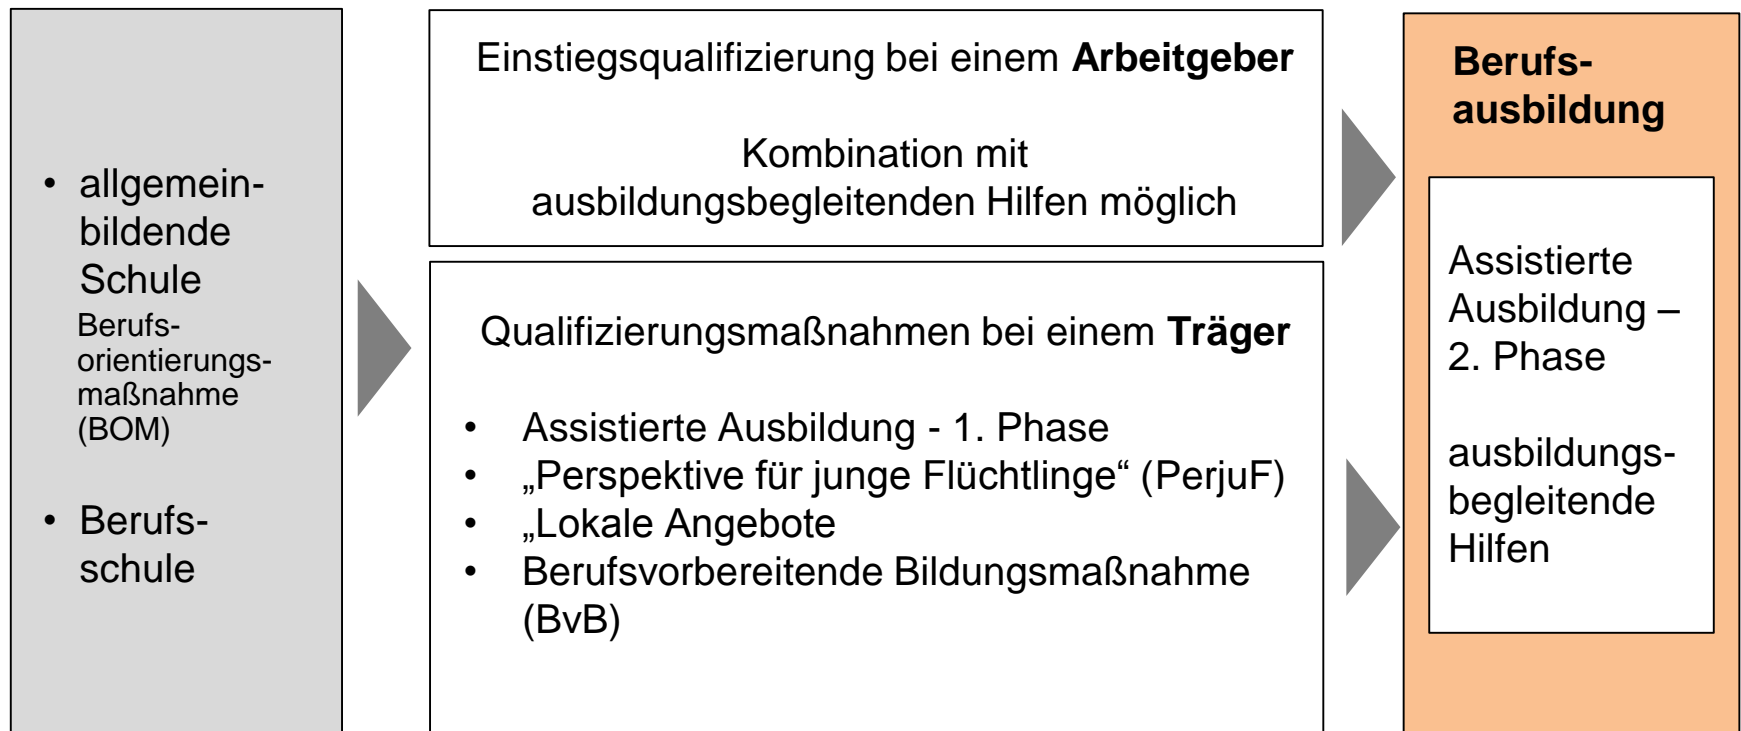 • allgemein-
bildende
Schule
Berufs-
orientierungs-
maßnahme
(BOM)
• Berufs-
schule
Einstiegsqualifizierung bei einem Arbeitgeber
Kombination mit
ausbildungsbegleitenden Hilfen möglich
Qualifizierungsmaßnahmen bei einem Träger
• Assistierte Ausbildung - 1. Phase
• „Perspektive für junge Flüchtlinge“ (PerjuF)
• „Lokale Angebote
• Berufsvorbereitende Bildungsmaßnahme
(BvB)
Berufs-
ausbildung
Assistierte
Ausbildung –
2. Phase
ausbildungs-
begleitende
Hilfen